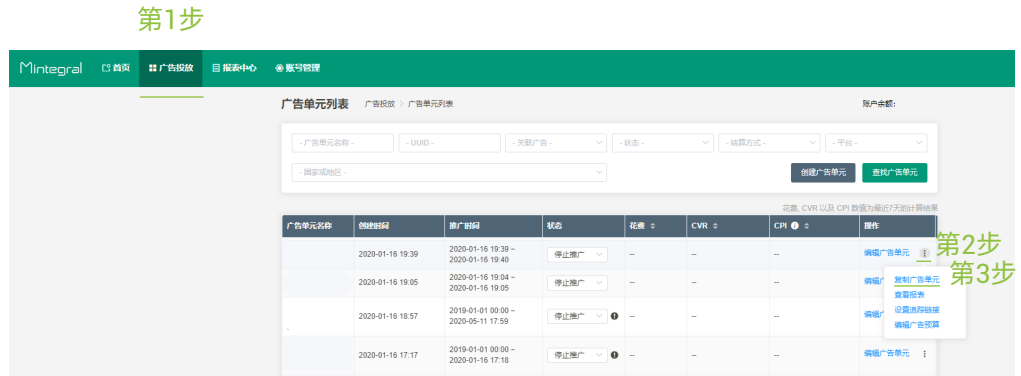 第1步
Mintegral 首页 广告投放 报表中心 账号管理
广告单元列表 广告投放 > 广告单元列表 账户余额:
- 广告单元名称 - - UUID - - 关联广告 - - 状态 - - 结算方式 - - 平台 -
- 国家或地区 - 创建广告单元 查找广告单元
花费, CVR 以及 CPI 数值为最近7天的计算结果
广告单元名称 创建时间 推广时间 状态 花费 CVR CPI 操作
2020-01-16 19:39 2020-01-16 19:39 ~ 停止推广 -- -- -- 编辑广告单元 第2步
2020-01-16 19:40
2020-01-16 19:05 2020-01-16 19:04 ~ 停止推广 -- -- -- 编辑广 复制广告单元 第3步
2020-01-16 19:05
查看报表
2020-01-16 18:57 2019-01-01 00:00 ~ 停止推广 -- -- -- 编辑广 设置追踪链接
2020-05-11 17:59
编辑广告预算
2020-01-16 17:17 2019-01-01 00:00 ~ 停止推广 -- -- -- 编辑广告单元
2020-01-16 17:18